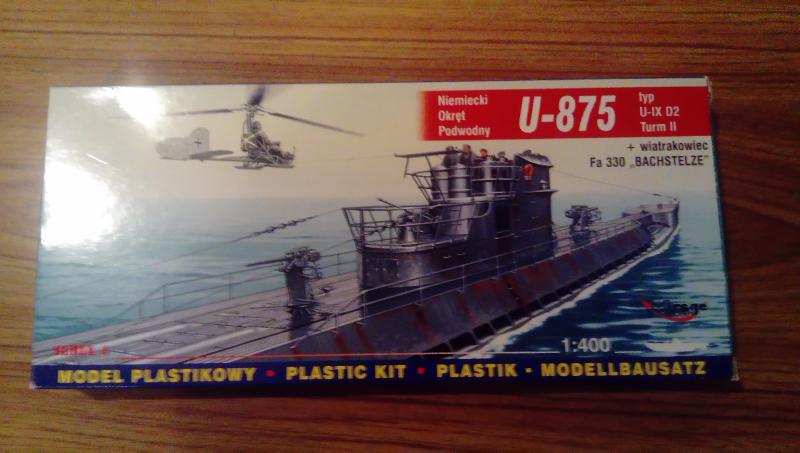 Niemiecki
Okręt
Podwodny
U-875
typ
U-IX D2
Turm II
+ wiatrakowiec
Fa 330 „BACHSTELZE"
1:400
MODEL PLASTIKOWY • PLASTIC KIT • PLASTIK • MODELLBAUSATZ